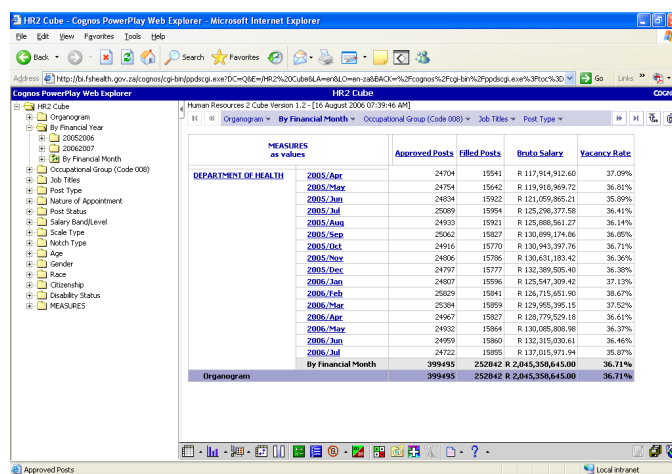 HR2 Cube - Cognos PowerPlay Web Explorer - Microsoft Internet Explorer
File Edit View Favorites Tools Help
Back Search Favorites
Address http://bi.fshealth.gov.za/cognos/cgi-bin/ppdscgi.exe?DC=Q&E=/HR2%20Cube&LA=en&LO=en-za&BACK=%2Fcognos%2Fcgi-bin%2Fppdscgi.exe%3Ftoc%3D Go Links
Cognos PowerPlay Web Explorer HR2 Cube
HR2 Cube
Organogram
By Financial Year
20052006
20062007
By Financial Month
Occupational Group (Code 008)
Job Titles
Post Type
Nature of Appointment
Post Status
Salary Band/Level
Scale Type
Notch Type
Age
Gender
Race
Citizenship
Disability Status
MEASURES
Human Resources 2 Cube Version 1.2 - [16 August 2006 07:39:46 AM]
Organogram By Financial Month Occupational Group (Code 008) Job Titles Post Type
MEASURES as values Approved Posts Filled Posts Bruto Salary Vacancy Rate
DEPARTMENT OF HEALTH 2005/Apr 24704 15541 R 117,914,912.60 37.09%
2005/May 24754 15642 R 119,918,969.72 36.81%
2005/Jun 24834 15922 R 121,059,865.21 35.89%
2005/Jul 25089 15954 R 125,298,377.58 36.41%
2005/Aug 24933 15921 R 125,888,561.27 36.14%
2005/Sep 25062 15827 R 130,899,174.86 36.85%
2005/Oct 24916 15770 R 130,943,397.76 36.71%
2005/Nov 24806 15786 R 130,631,183.42 36.36%
2005/Dec 24797 15777 R 132,389,505.40 36.38%
2006/Jan 24807 15596 R 125,547,309.42 37.13%
2006/Feb 25829 15841 R 126,715,651.90 38.67%
2006/Mar 25384 15859 R 129,955,395.15 37.52%
2006/Apr 24967 15827 R 128,779,529.18 36.61%
2006/May 24932 15864 R 130,085,808.98 36.37%
2006/Jun 24959 15860 R 132,315,030.61 36.46%
2006/Jul 24722 15855 R 137,015,971.94 35.87%
By Financial Month 399495 252842 R 2,045,358,645.00 36.71%
Organogram 399495 252842 R 2,045,358,645.00 36.71%
Approved Posts Local intranet